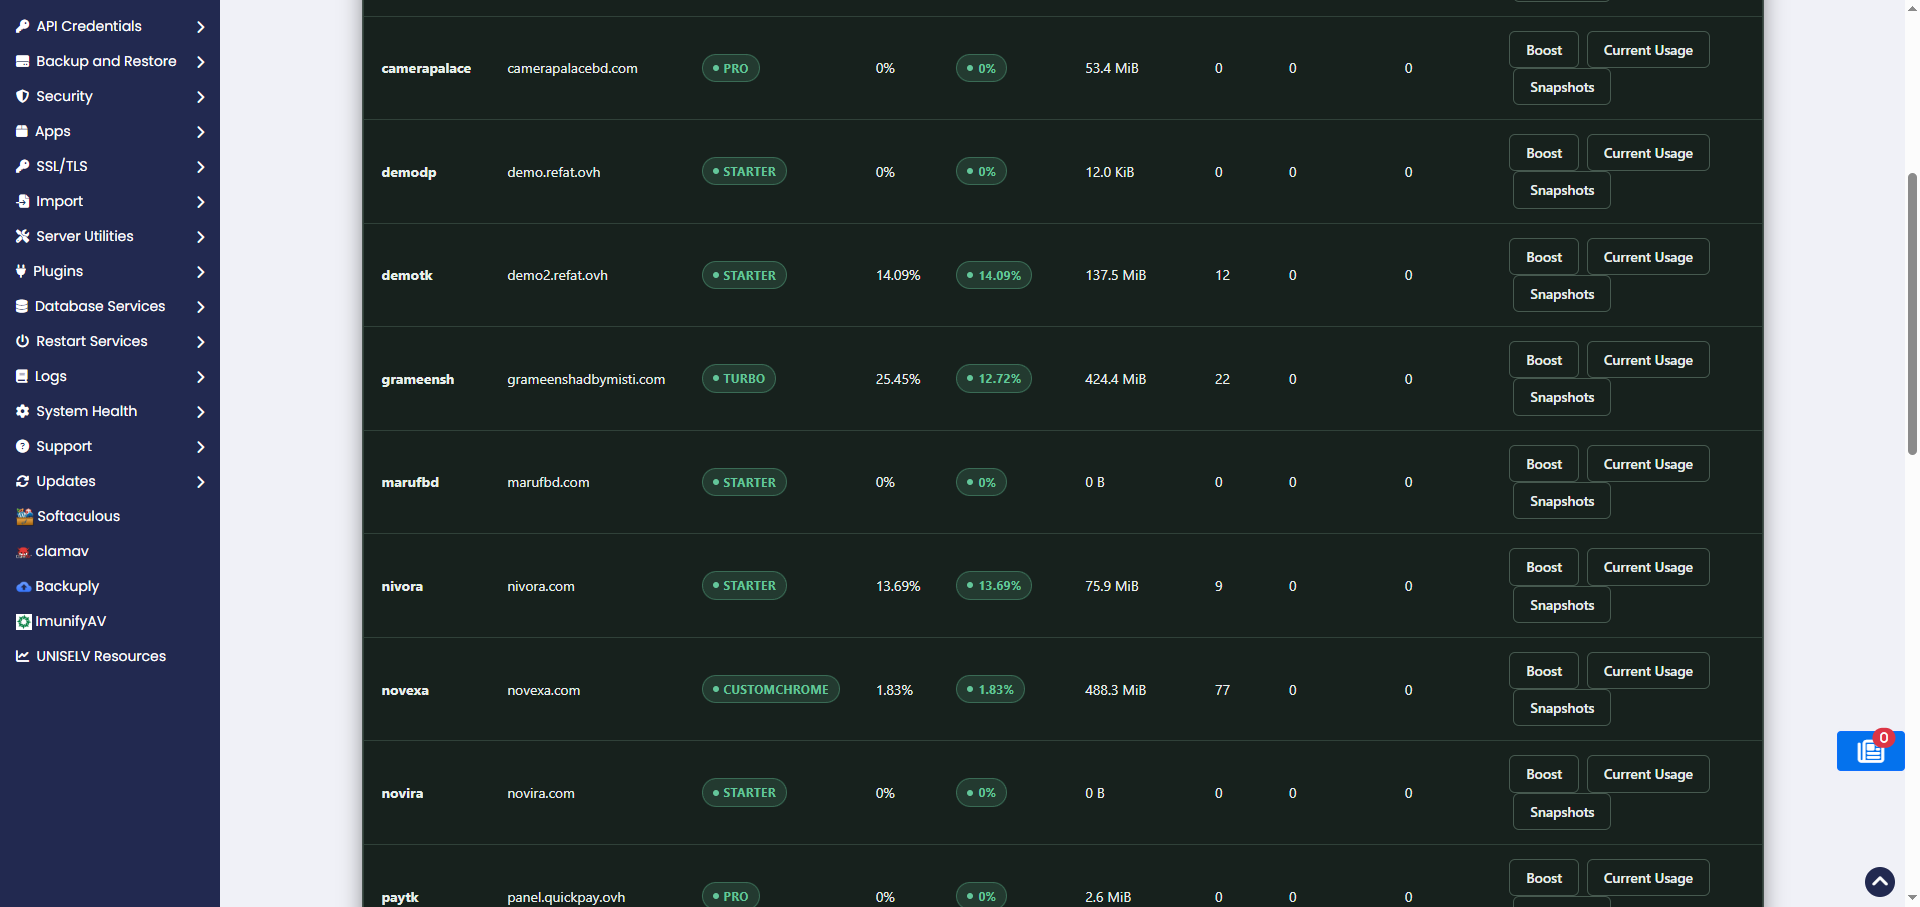 API Credentials
Backup and Restore
Security
Apps
SSL/TLS
Import
Server Utilities
Plugins
Database Services
Restart Services
Logs
System Health
Support
Updates
Softaculous
clamav
Backuply
ImunifyAV
UNISELV Resources
camerapalace camerapalacebd.com PRO 0% 0% 53.4 MiB 0 0 0 Boost Current Usage
Snapshots
demodp demo.refat.ovh STARTER 0% 0% 12.0 KiB 0 0 0 Boost Current Usage
Snapshots
demotk demo2.refat.ovh STARTER 14.09% 14.09% 137.5 MiB 12 0 0 Boost Current Usage
Snapshots
grameensh grameenshadbymisti.com TURBO 25.45% 12.72% 424.4 MiB 22 0 0 Boost Current Usage
Snapshots
marufbd marufbd.com STARTER 0% 0% 0 B 0 0 0 Boost Current Usage
Snapshots
nivora nivora.com STARTER 13.69% 13.69% 75.9 MiB 9 0 0 Boost Current Usage
Snapshots
novexa novexa.com CUSTOMCHROME 1.83% 1.83% 488.3 MiB 77 0 0 Boost Current Usage
Snapshots
novira novira.com STARTER 0% 0% 0 B 0 0 0 Boost Current Usage
Snapshots
paytk panel.quickpay.ovh PRO 0% 0% 2.6 MiB 0 0 0 Boost Current Usage
0